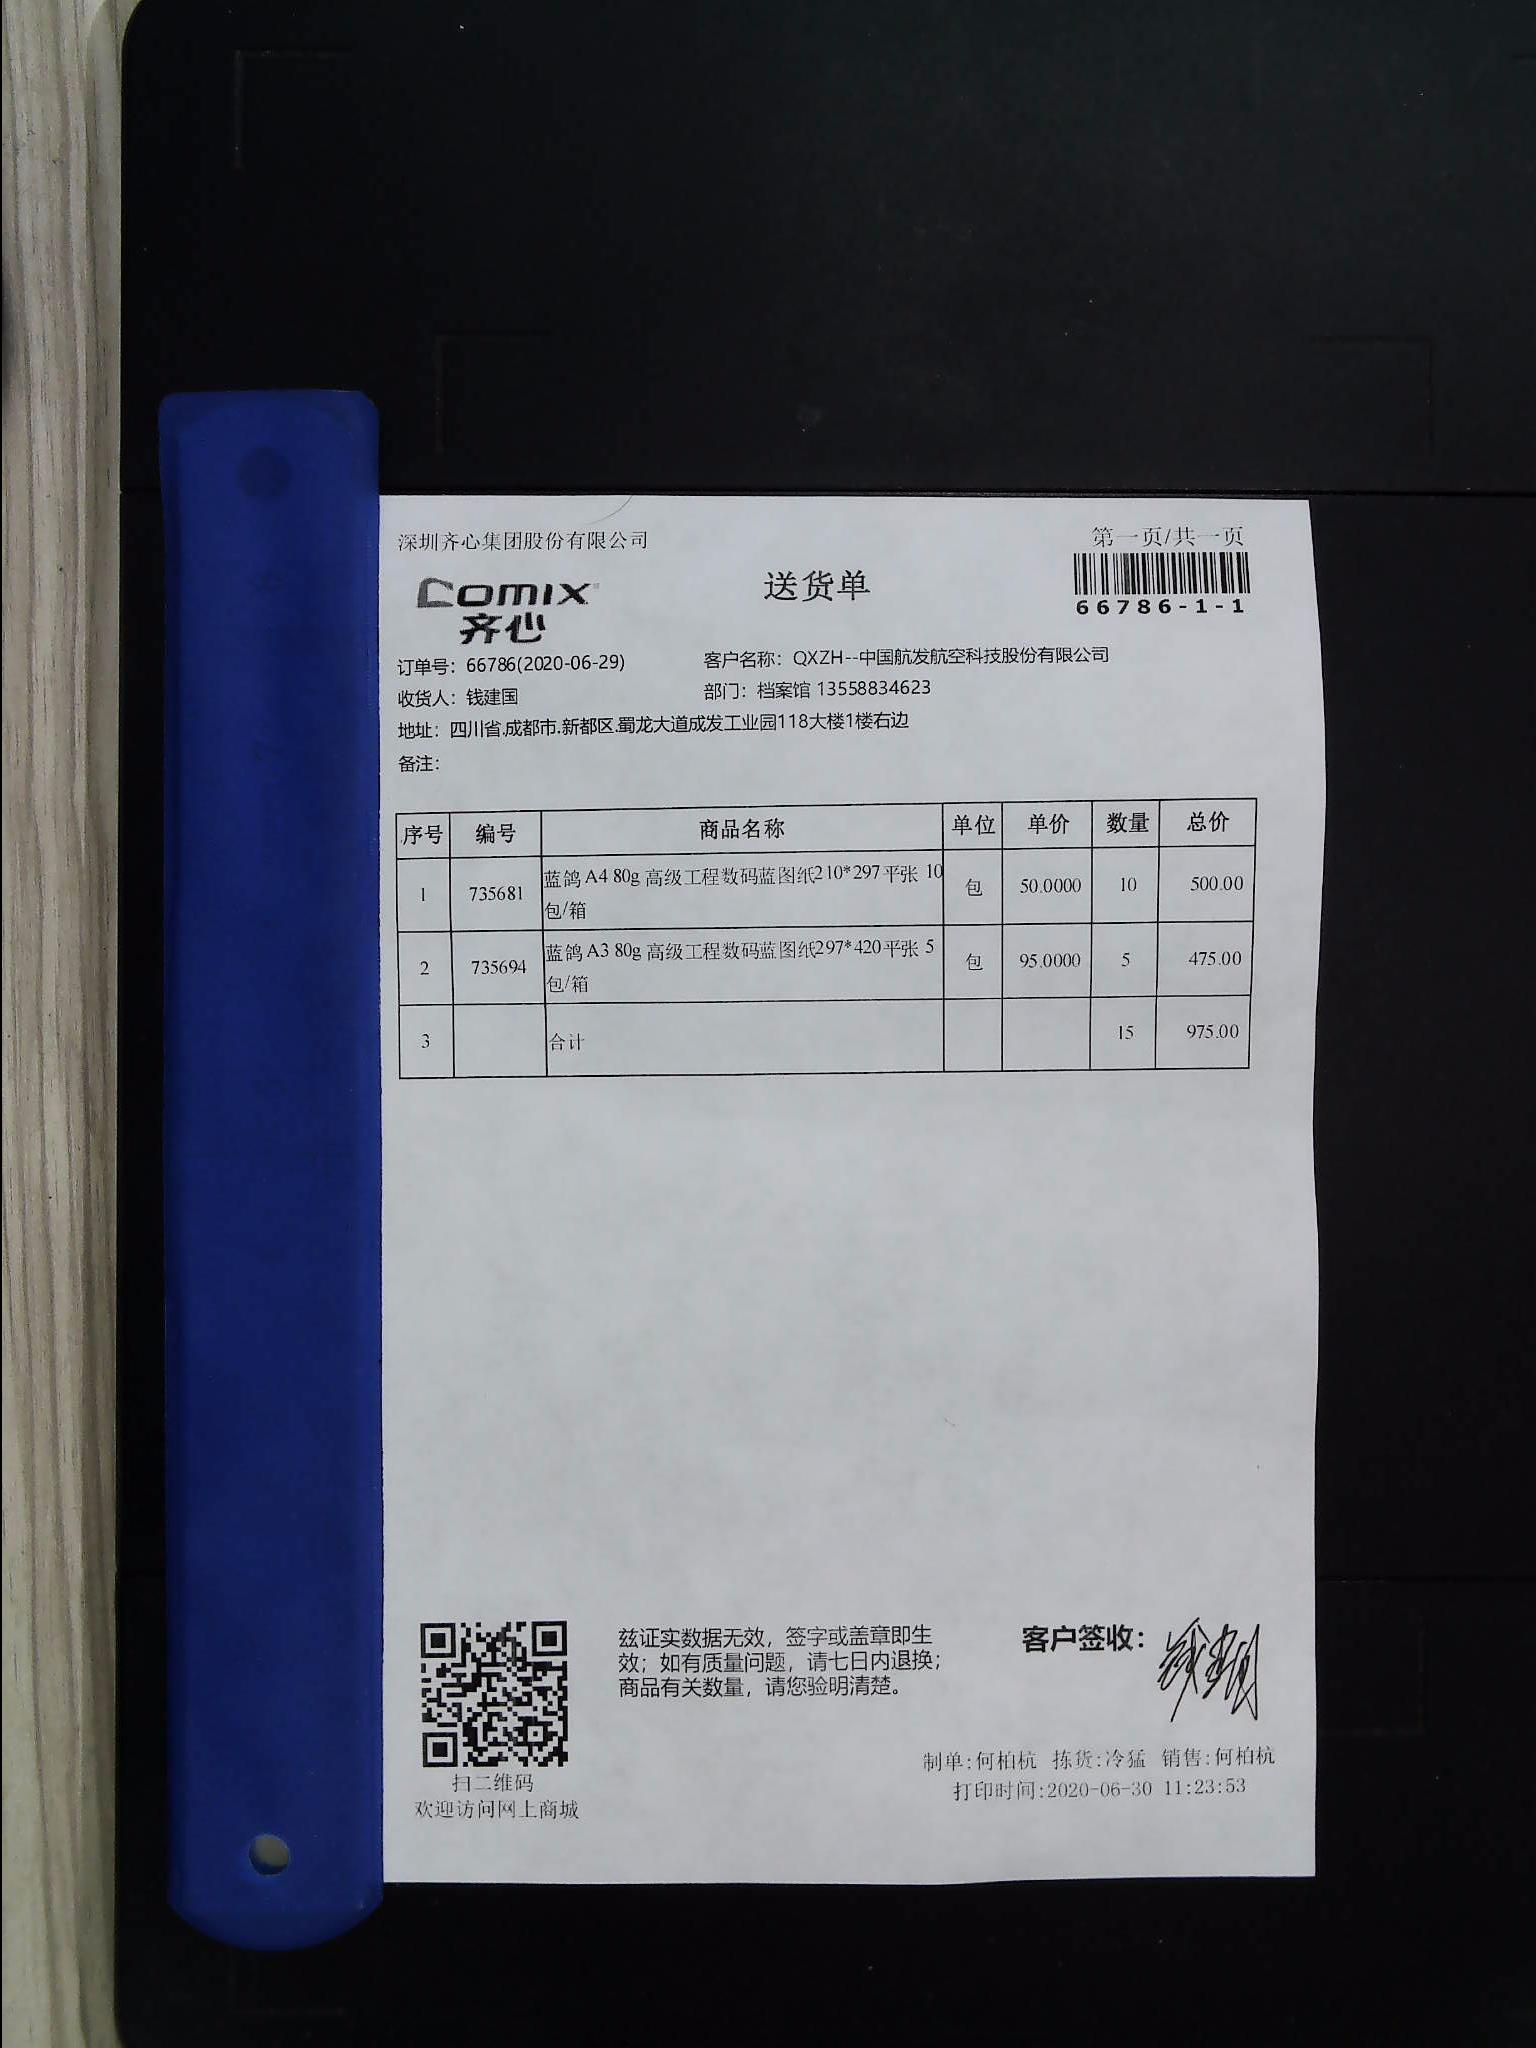 深圳齐心集团股份有限公司
第一页/共一页
comix
齐心
送货单
66786-1-1
订单号：66786(2020-06-29)
客户名称：QXZH--中国航发航空科技股份有限公司
收货人：钱建国
部门：档案馆 13558834623
地址：四川省.成都市.新都区.蜀龙大道成发工业园118大楼1楼右边
备注：
序号 编号 商品名称 单位 单价 数量 总价
1 735681 蓝鸽 A4 80g 高级工程数码蓝图纸210*297平张 10 包 50.0000 10 500.00
包/箱
2 735694 蓝鸽 A3 80g 高级工程数码蓝图纸297*420平张 5 包 95.0000 5 475.00
包/箱
3 合计 15 975.00
兹证实数据无效，签字或盖章即生
效；如有质量问题，请七日内退换；
商品有关数量，请您验明清楚。
客户签收：
扫二维码
欢迎访问网上商城
制单:何柏杭 拣货:冷猛 销售:何柏杭
打印时间:2020-06-30 11:23:53